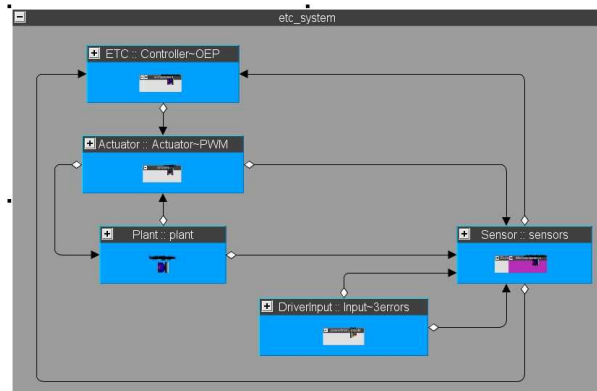 etc_system
ETC :: Controller~OEP
Actuator :: Actuator~PWM
Plant :: plant
Sensor :: sensors
DriverInput :: Input~3errors